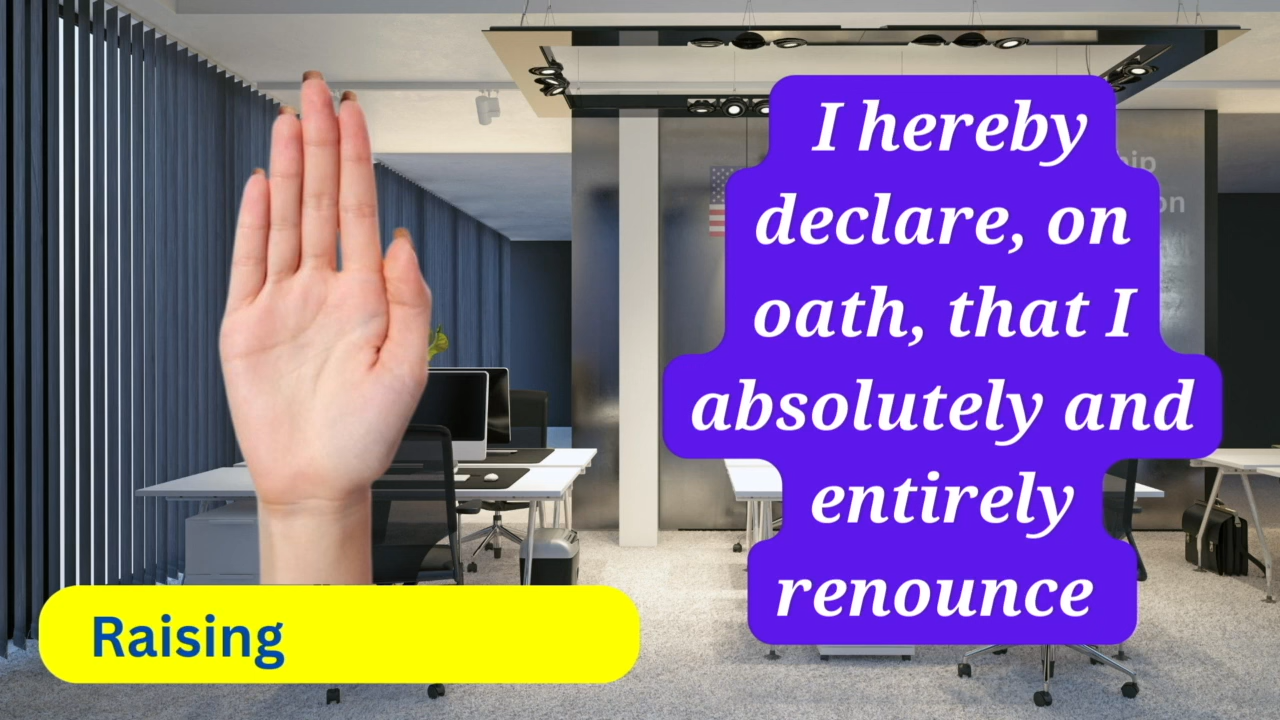 I hereby
declare, on
oath, that I
absolutely and
entirely
renounce
Raising